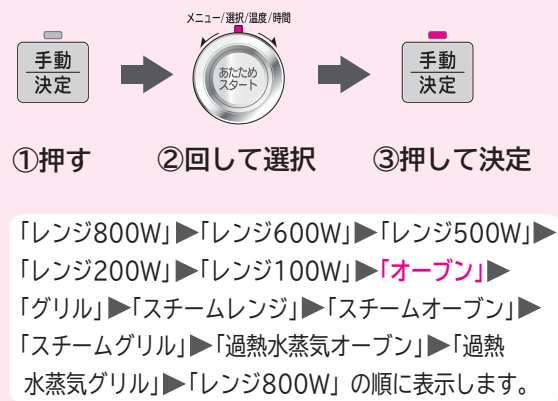 メニュー/選択/温度/時間
手動
決定
あたため
スタート
手動
決定
①押す
②回して選択
③押して決定
「レンジ800W」▶「レンジ600W」▶「レンジ500W」▶
「レンジ200W」▶「レンジ100W」▶「オーブン」▶
「グリル」▶「スチームレンジ」▶「スチームオーブン」▶
「スチームグリル」▶「過熱水蒸気オーブン」▶「過熱
水蒸気グリル」▶「レンジ800W」の順に表示します。